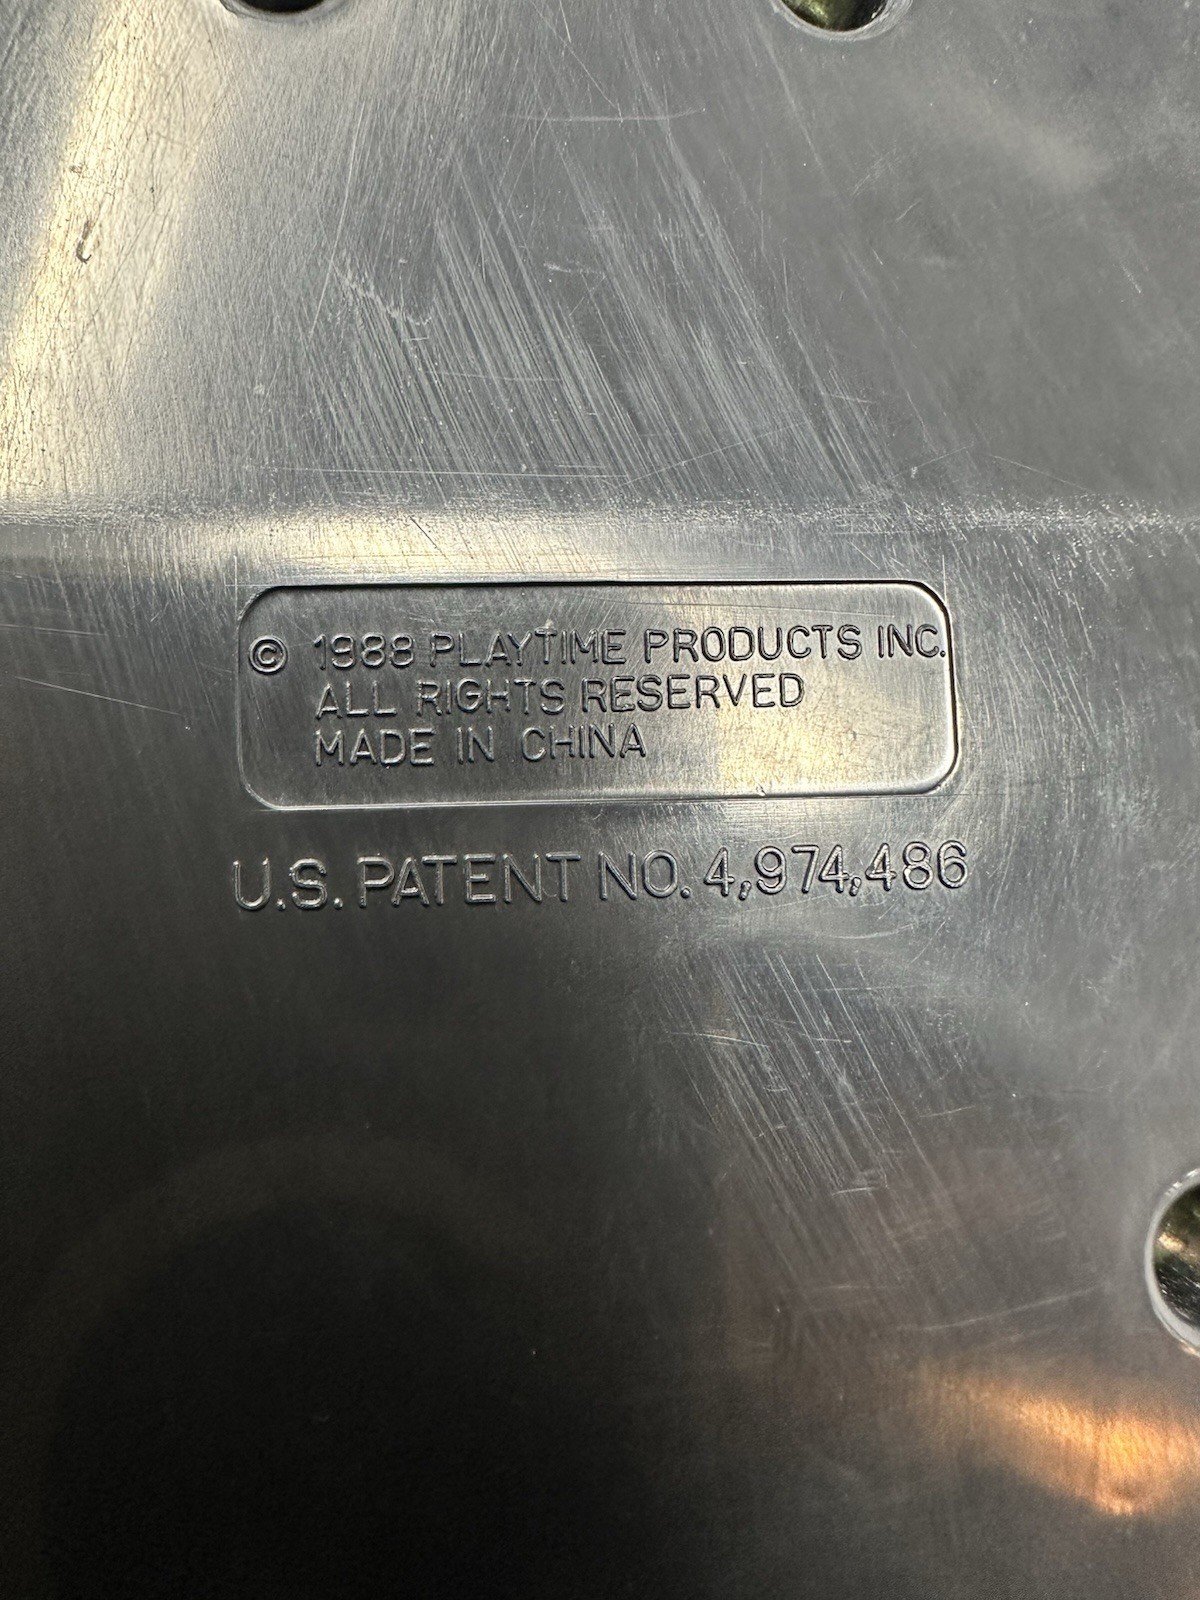 © 1988 PLAYTIME PRODUCTS INC.
ALL RIGHTS RESERVED
MADE IN CHINA
U.S. PATENT NO. 4,974,486